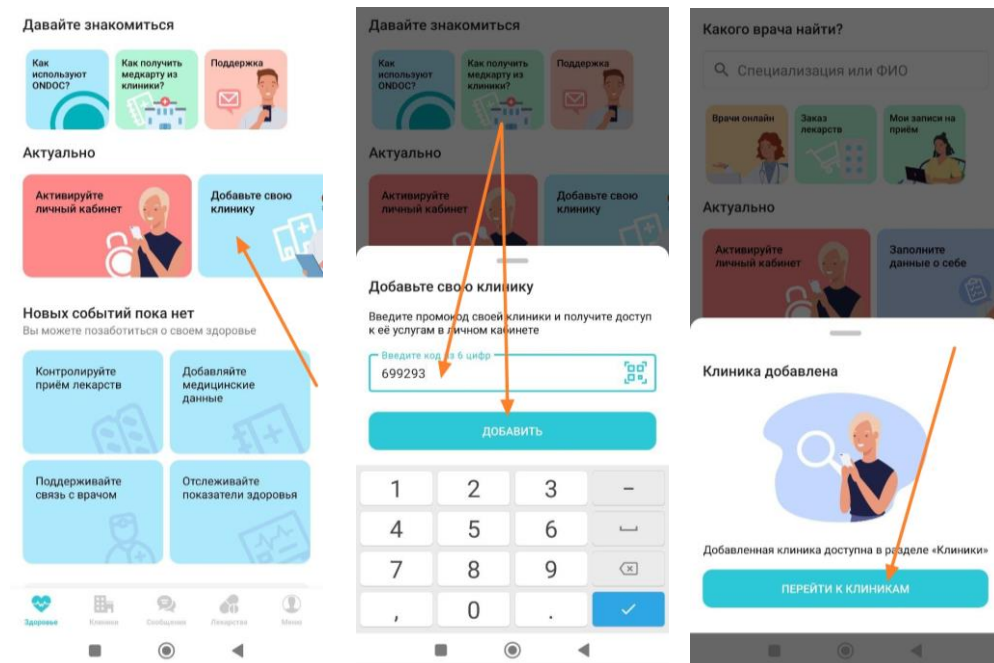 Давайте знакомиться
Как
используют
ONDOC?
Как получить
медкарту из
клиники?
Поддержка
Актуально
Активируйте
личный кабинет
Добавьте свою
клинику
Новых событий пока нет
Вы можете позаботиться о своем здоровье
Контролируйте
приём лекарств
Добавляйте
медицинские
данные
Поддерживайте
связь с врачом
Отслеживайте
показатели здоровья
Здоровье
Клиники
Сообщения
Лекарства
Меню
Давайте знакомиться
Как
используют
ONDOC?
Как получить
медкарту из
клиники?
Поддержка
Актуально
Активируйте
личный кабинет
Добавьте свою
клинику
Добавьте свою клинику
Введите промокод своей клиники и получите доступ
к её услугам в личном кабинете
Введите код из 6 цифр
699293
ДОБАВИТЬ
1 2 3 –
4 5 6
7 8 9
, 0 .
Какого врача найти?
Специализация или ФИО
Врачи онлайн
Заказ
лекарств
Мои записи на
приём
Актуально
Активируйте
личный кабинет
Заполните
данные о себе
Клиника добавлена
Добавленная клиника доступна в разделе «Клиники»
ПЕРЕЙТИ К КЛИНИКАМ